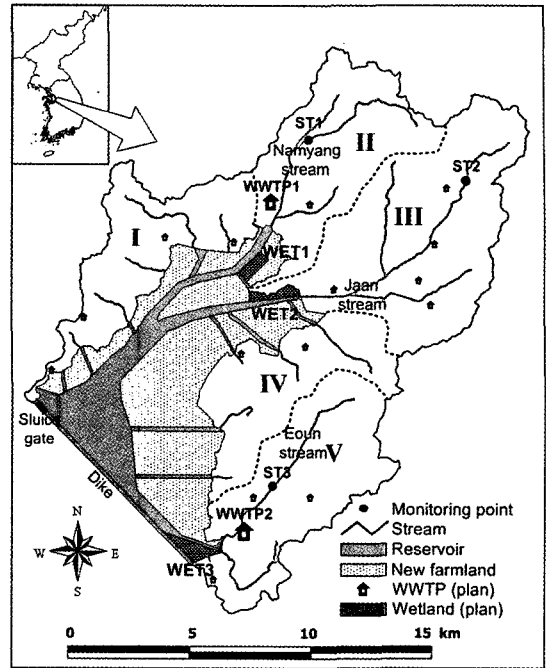 ST1
Namyang
stream
II
ST2
WWTP1
III
I
WET1
Jaan
stream
WET2
IV
Sluice
gate
Eoun
stream
V
Dike
ST3
WWTP2
WET3
N
W E
S
Monitoring point
Stream
Reservoir
New farmland
WWTP (plan)
Wetland (plan)
0 5 10 15 km